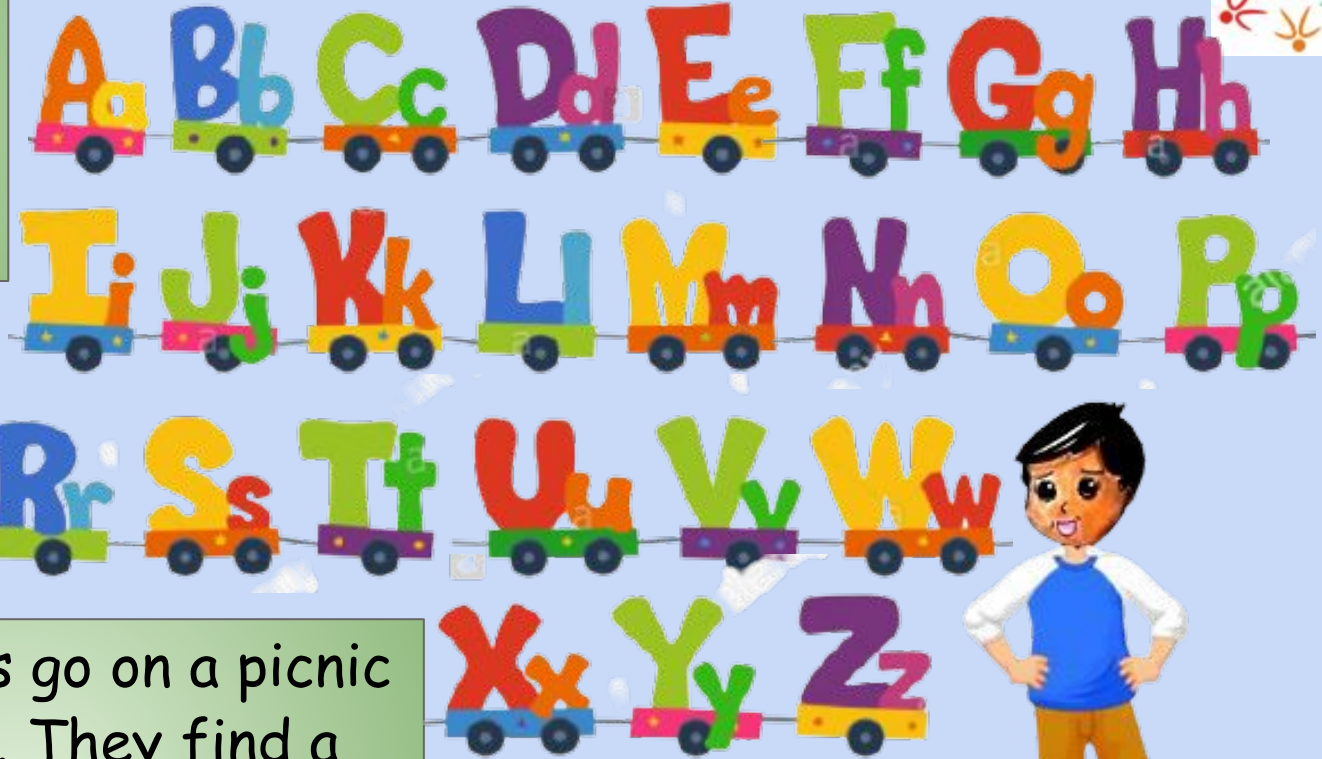 Aa Bb Cc Dd Ee Ff Gg Hh
Ii Jj Kk Ll Mm Nn Oo Pp
Rr Ss Tt Uu Vv Ww
Xx Yy Zz
s go on a picnic
. They find a